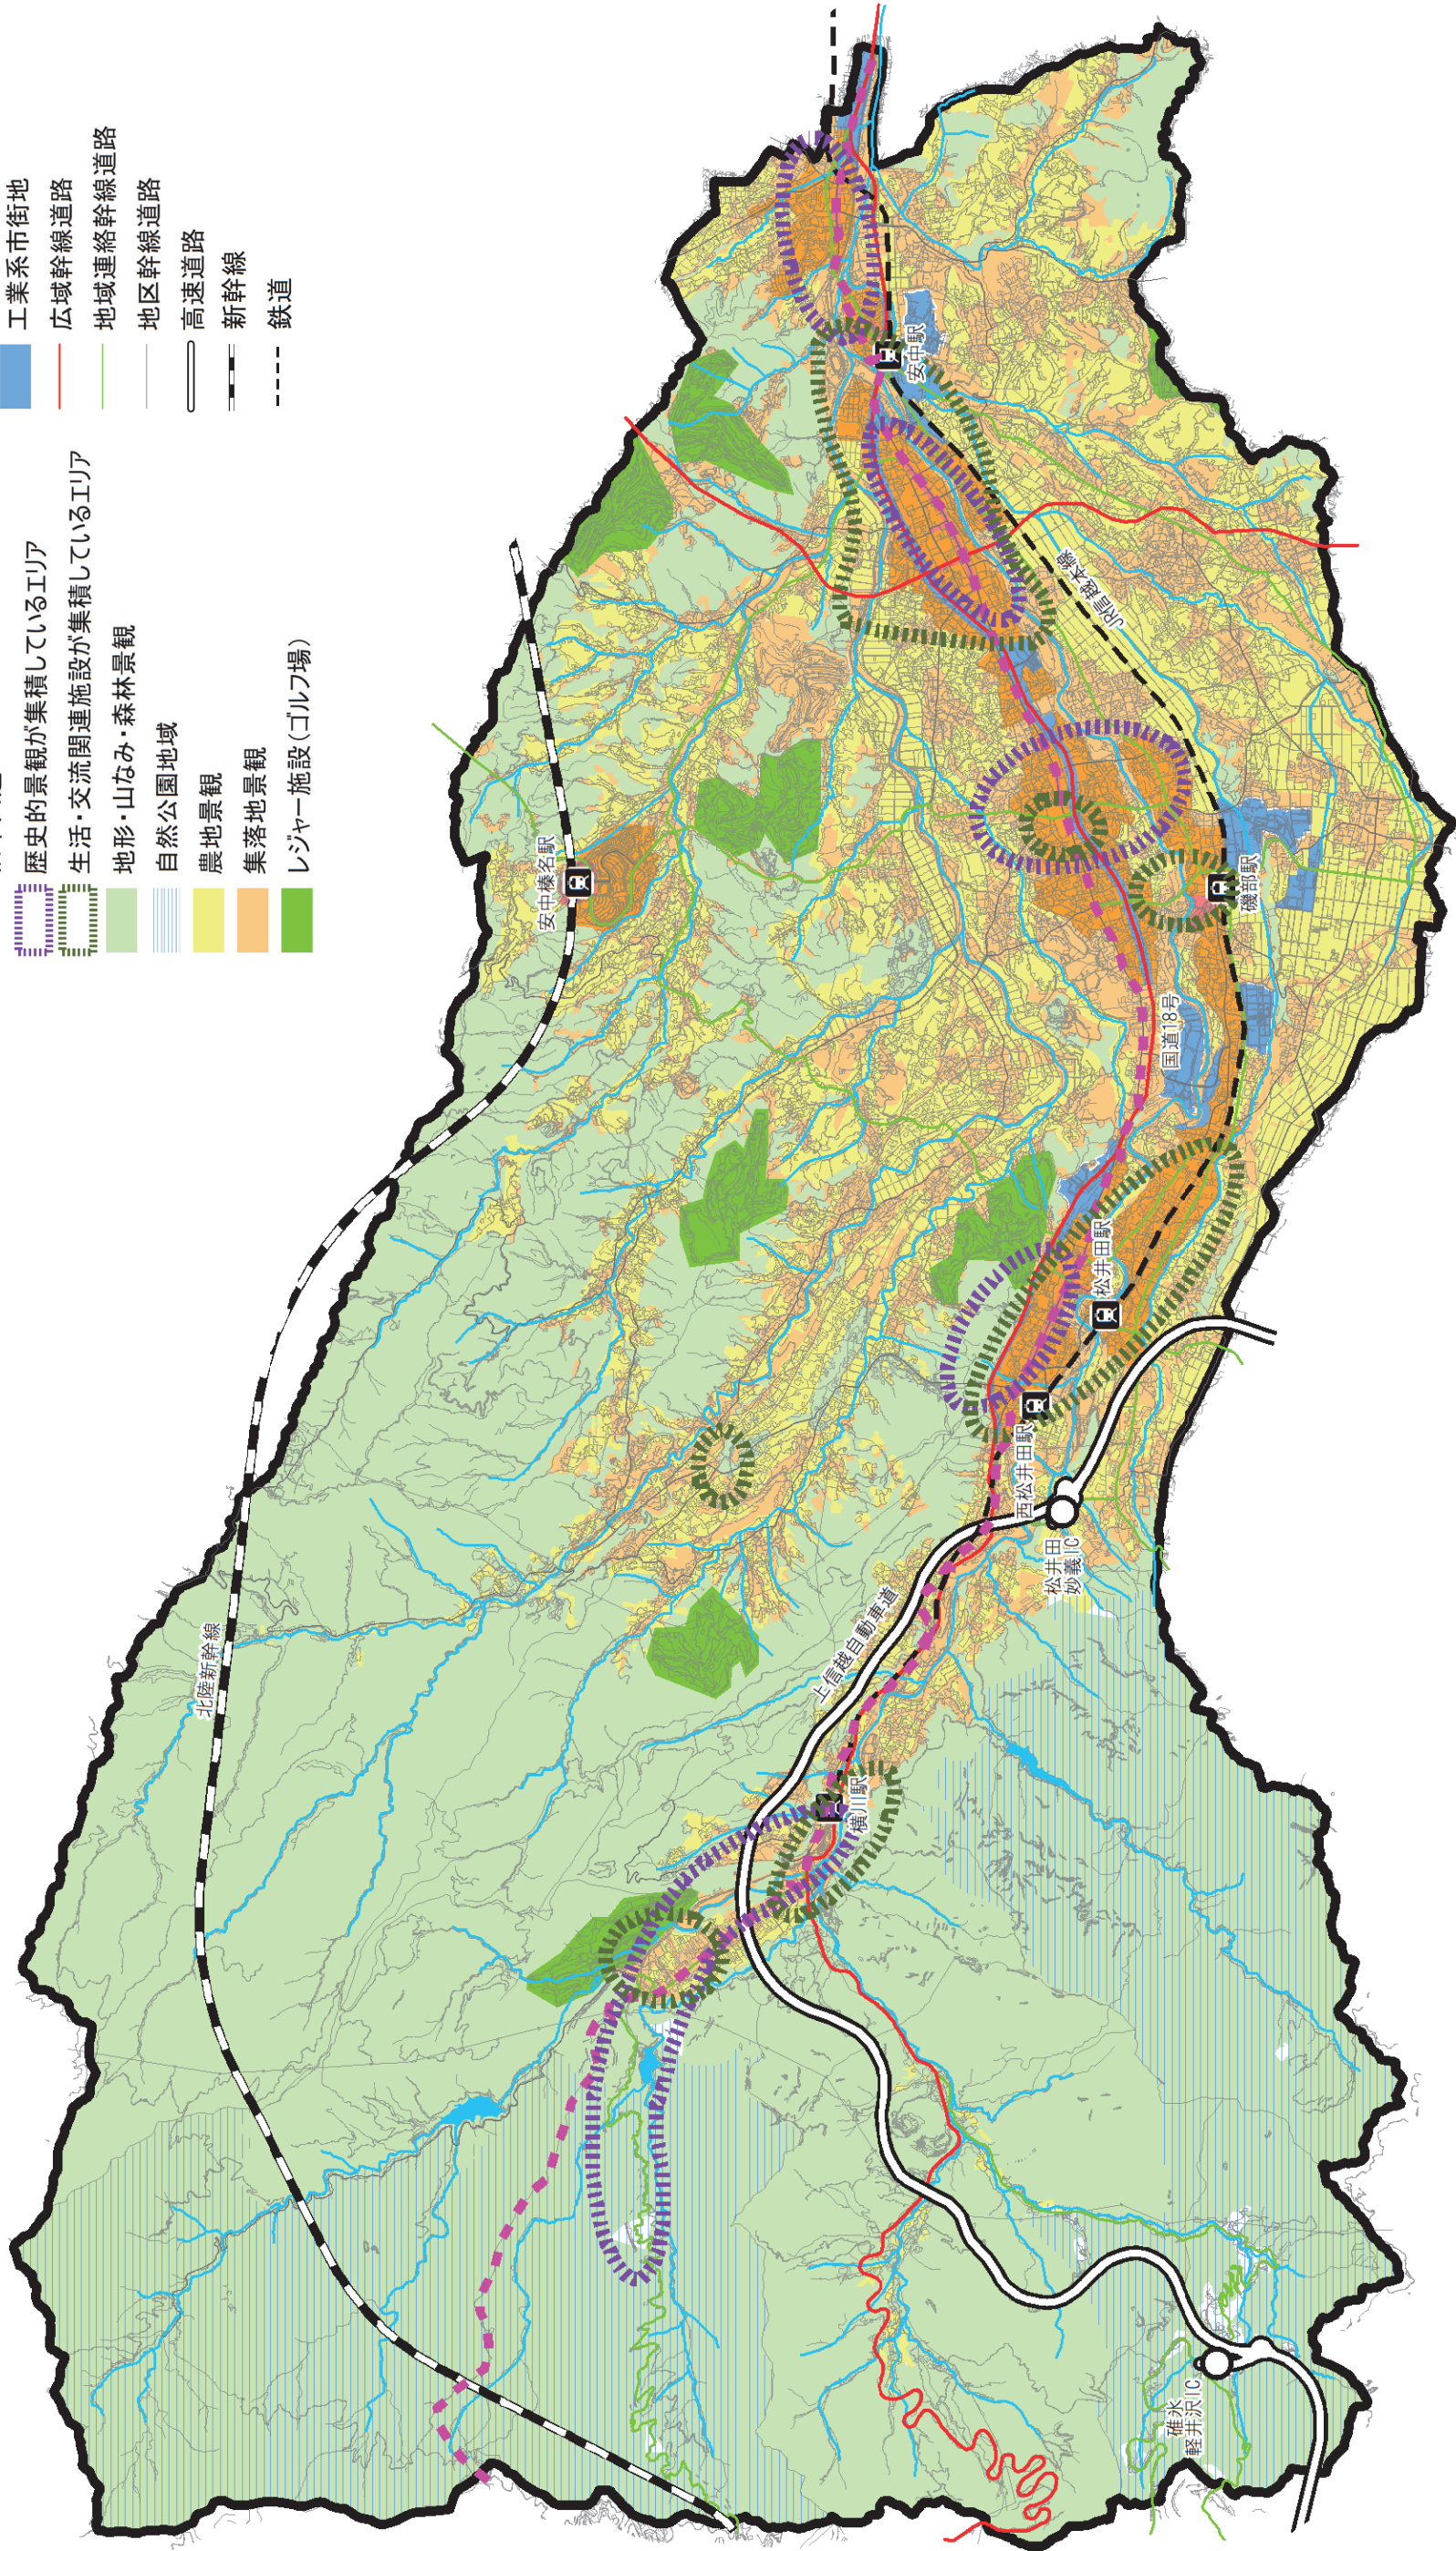 歴史的景観が集積しているエリア
生活・交流関連施設が集積しているエリア
地形・山なみ・森林景観
自然公園地域
農地景観
集落地景観
レジャー施設（ゴルフ場）
工業系市街地
広域幹線道路
地域連絡幹線道路
地区幹線道路
高速道路
新幹線
鉄道
北陸新幹線
安中榛名駅
上信越自動車道
碓氷
軽井沢IC
横川駅
松井田
妙義IC
西松井田駅
松井田駅
国道18号
磯部駅
JR信越本線
安中駅